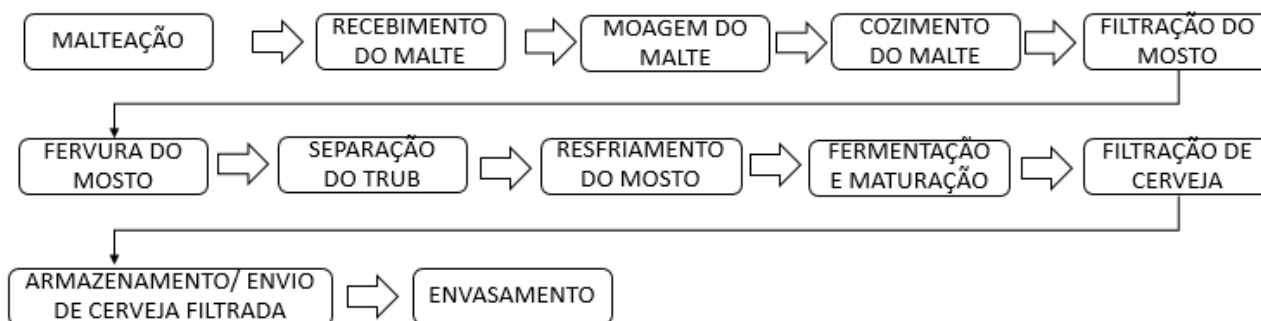 MALTEAÇÃO
RECEBIMENTO
DO MALTE
MOAGEM DO
MALTE
COZIMENTO
DO MALTE
FILTRAÇÃO DO
MOSTO
FERVURA DO
MOSTO
SEPARAÇÃO
DO TRUB
RESFRIAMENTO
DO MOSTO
FERMENTAÇÃO
E MATURAÇÃO
FILTRAÇÃO DE
CERVEJA
ARMAZENAMENTO/ ENVIO
DE CERVEJA FILTRADA
ENVASAMENTO